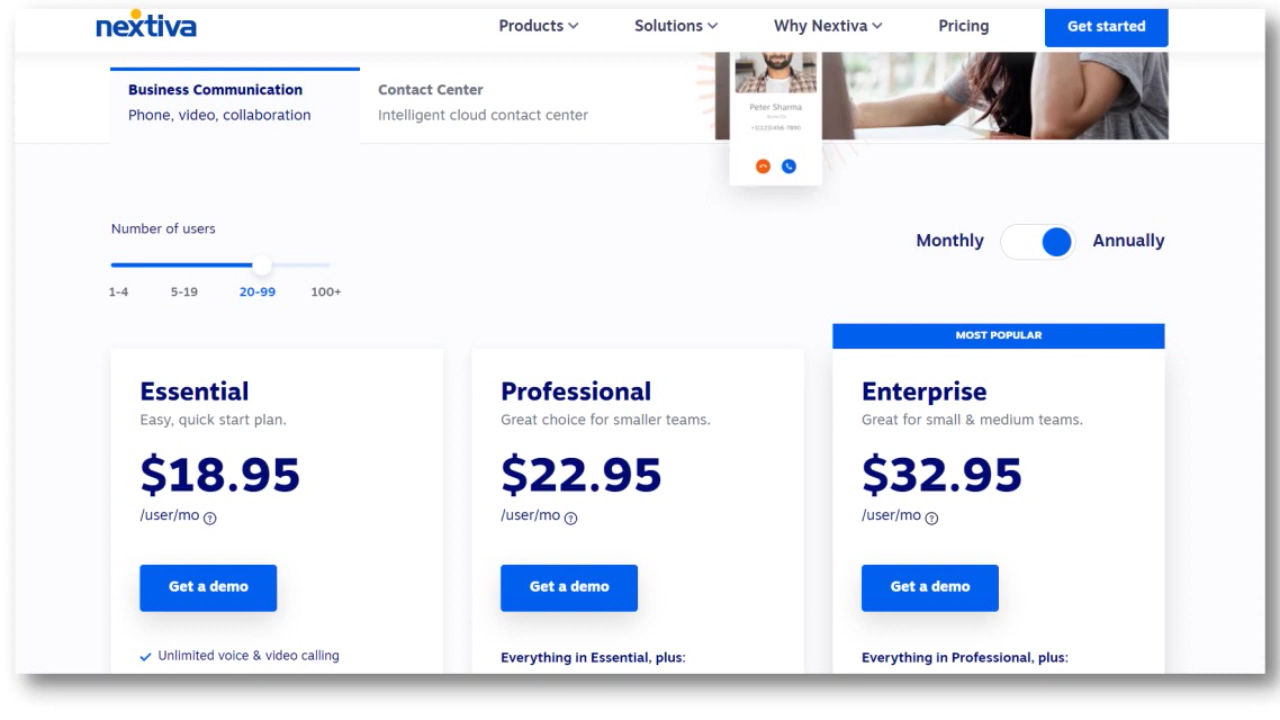 nextiva
Products Solutions Why Nextiva Pricing Get started
Business Communication
Phone, video, collaboration
Contact Center
Intelligent cloud contact center
Peter Sharma
Number of users
1-4 5-19 20-99 100+
Monthly Annually
MOST POPULAR
Essential
Easy, quick start plan.
$18.95
/user/mo ?
Get a demo
Unlimited voice & video calling
Professional
Great choice for smaller teams.
$22.95
/user/mo ?
Get a demo
Everything in Essential, plus:
Enterprise
Great for small & medium teams.
$32.95
/user/mo ?
Get a demo
Everything in Professional, plus: